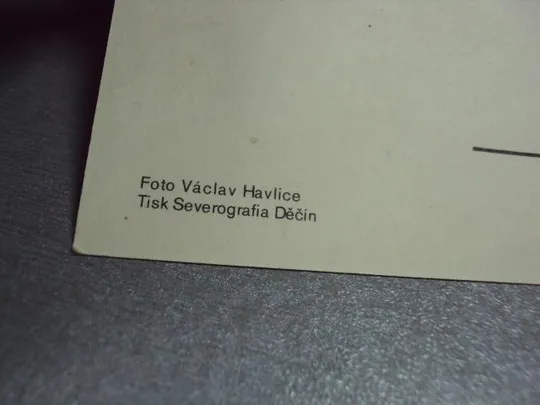 Foto Václav Havlice
Tisk Severografia Děčín